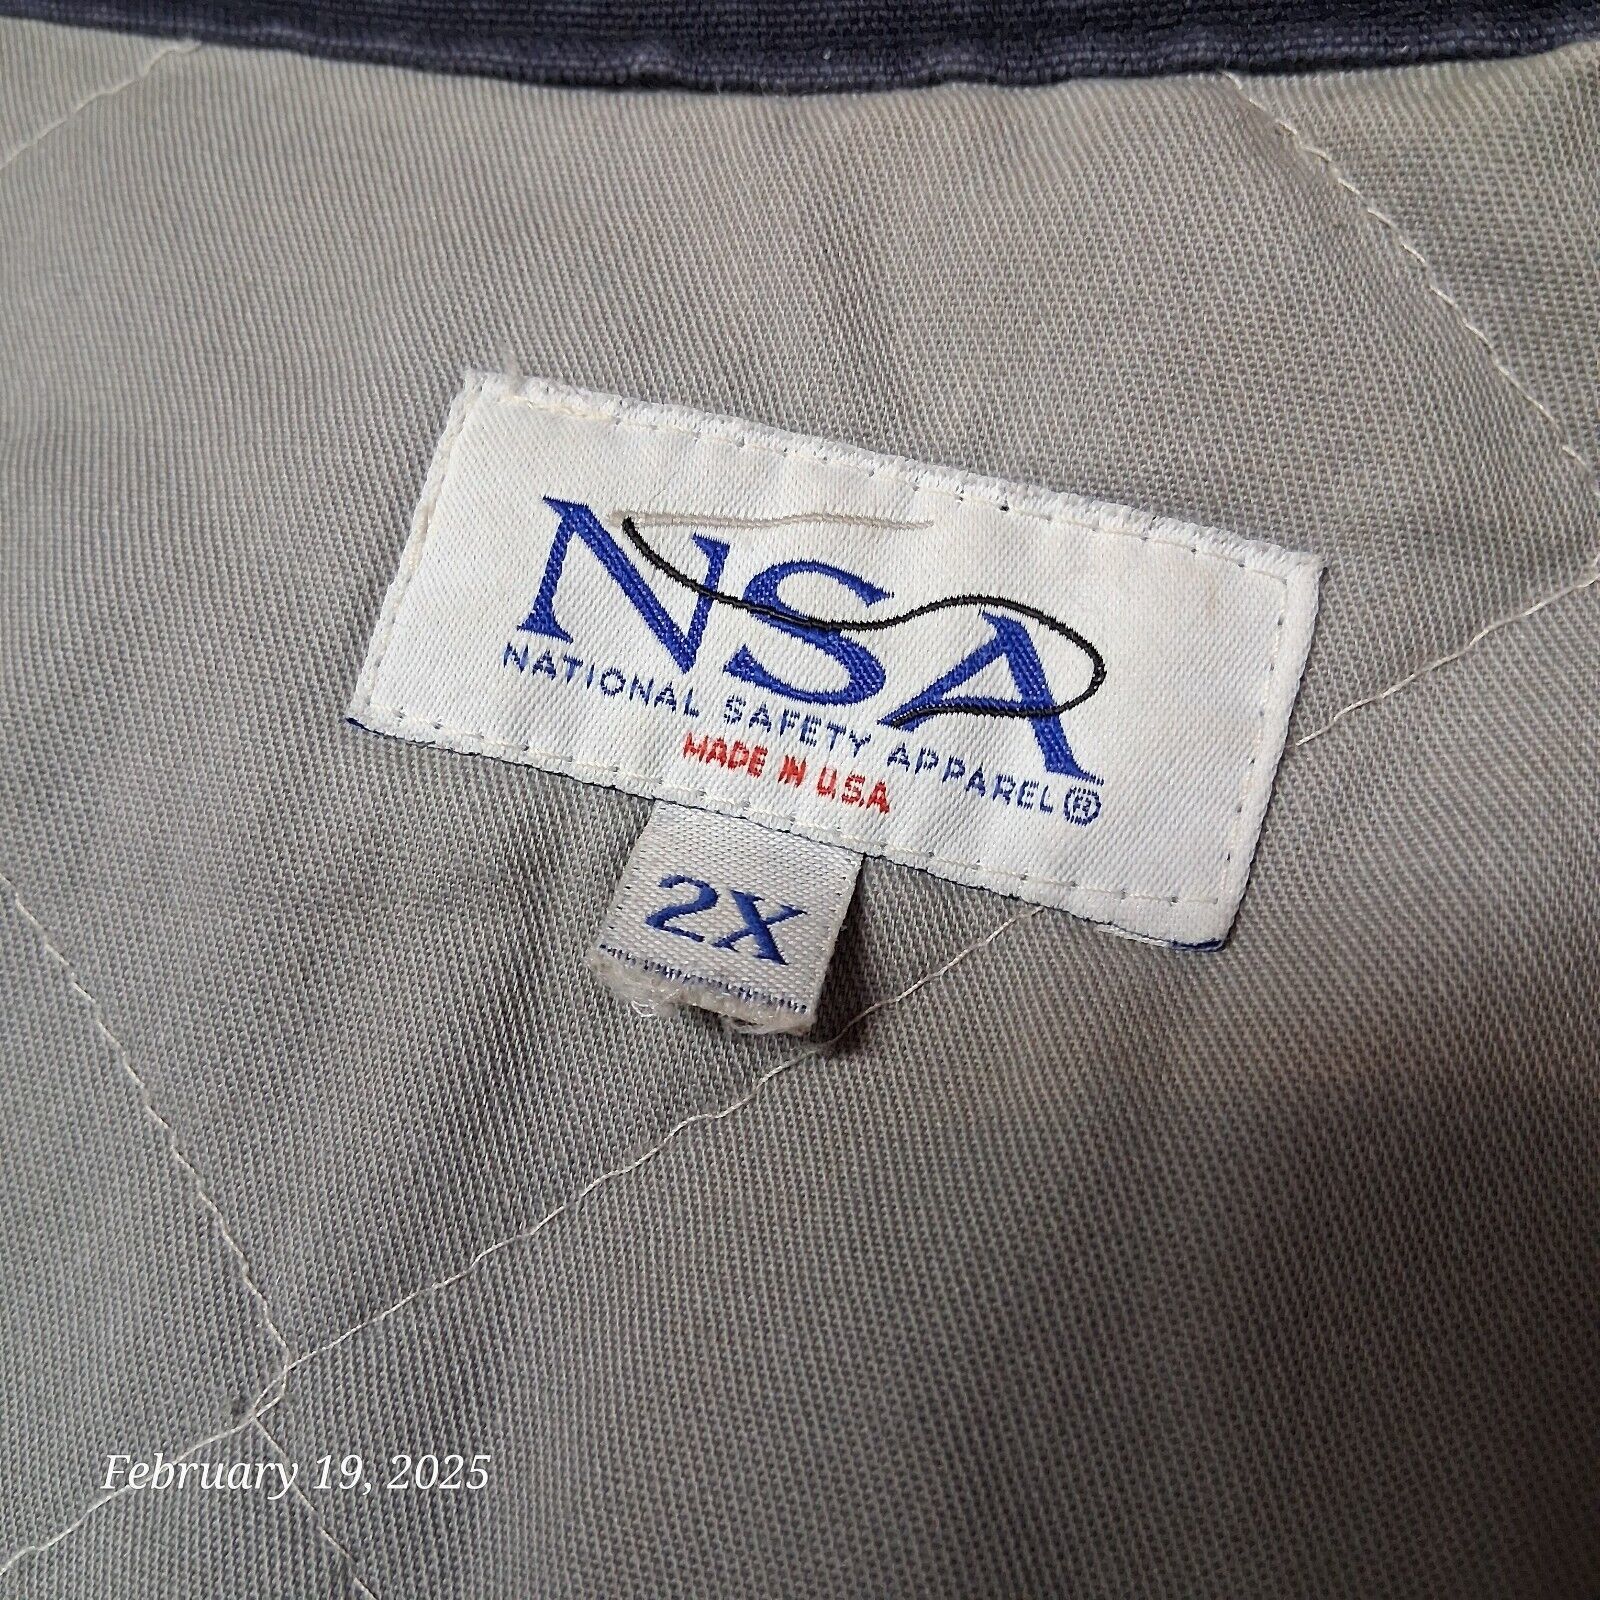 NSA
NATIONAL SAFETY APPAREL®
MADE IN U.S.A
2X
February 19, 2025